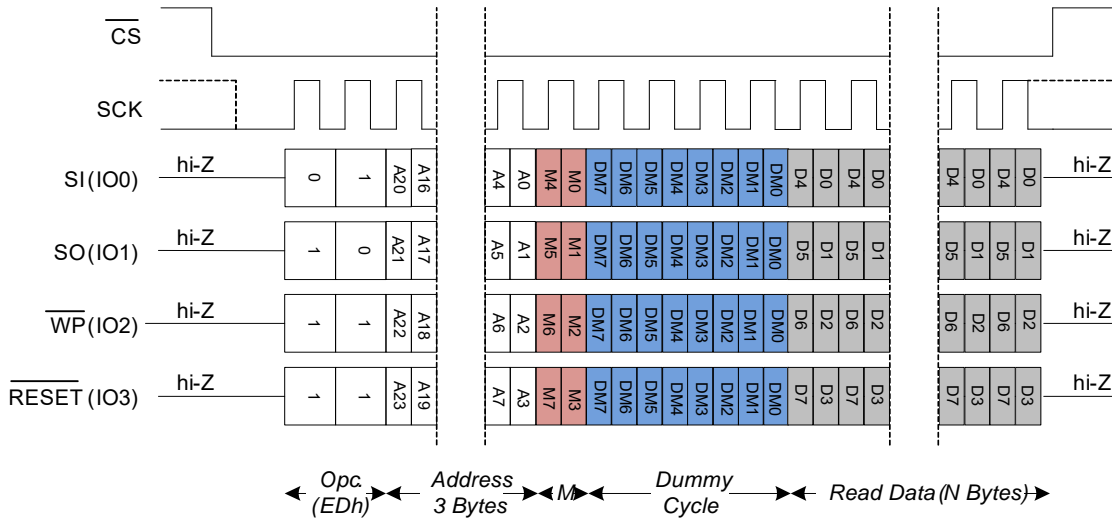 CS
SCK
SI(IO0) hi-Z 0 1 A20 A16 A4 A0 M4 M0 DM7 DM6 DM5 DM4 DM3 DM2 DM1 DM0 D4 D0 D4 D0 D4 D0 D4 D0 hi-Z
SO(IO1) hi-Z 1 0 A21 A17 A5 A1 M5 M1 DM7 DM6 DM5 DM4 DM3 DM2 DM1 DM0 D5 D1 D5 D1 D5 D1 D5 D1 hi-Z
WP(IO2) hi-Z 1 1 A22 A18 A6 A2 M6 M2 DM7 DM6 DM5 DM4 DM3 DM2 DM1 DM0 D6 D2 D6 D2 D6 D2 D6 D2 hi-Z
RESET(IO3) hi-Z 1 1 A23 A19 A7 A3 M7 M3 DM7 DM6 DM5 DM4 DM3 DM2 DM1 DM0 D7 D3 D7 D3 D7 D3 D7 D3 hi-Z
Opc. Address M Dummy Read Data (N Bytes)
(EDh) 3 Bytes Cycle